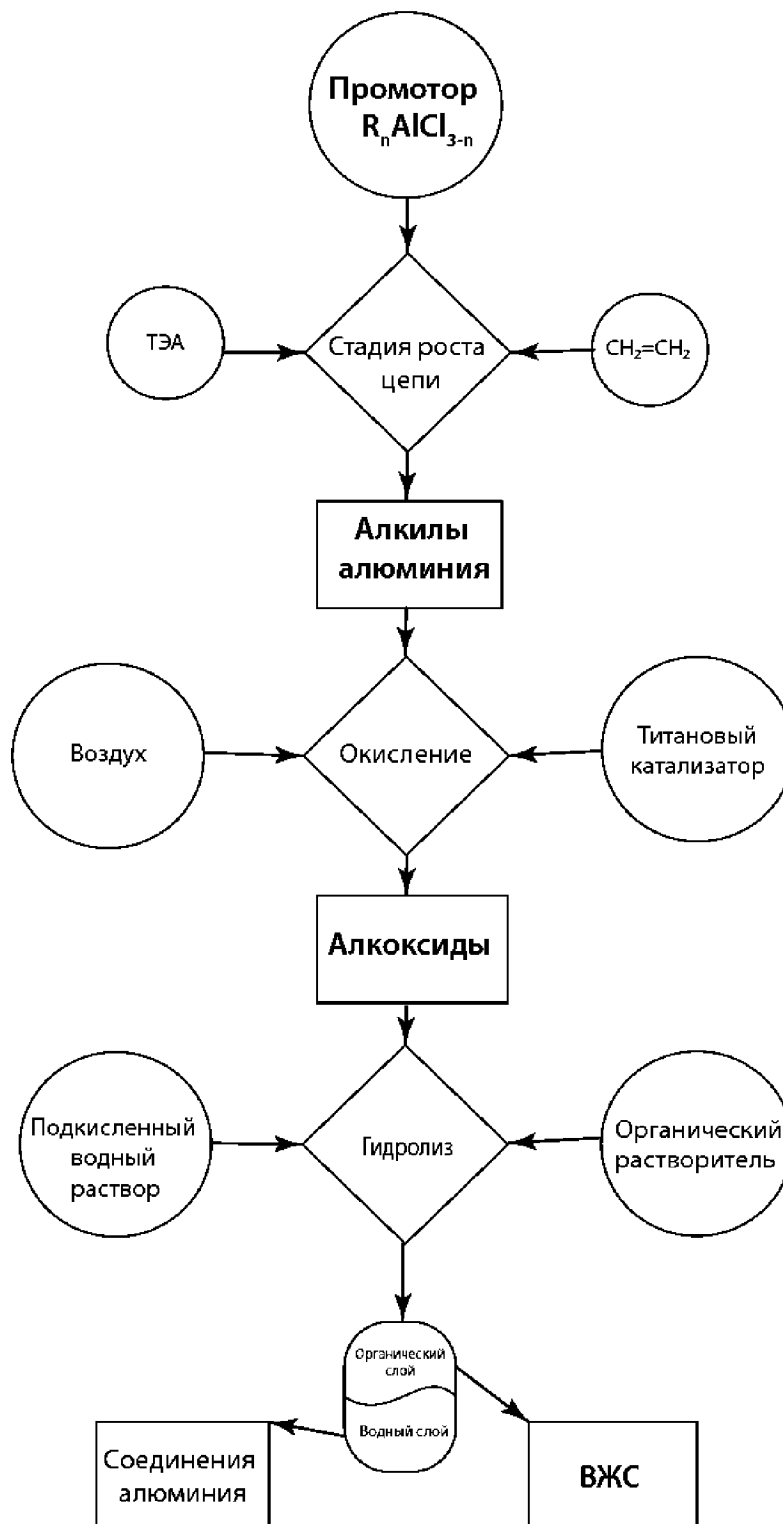 Промотор
RₙAlCl₃₋ₙ
ТЭА
Стадия роста
цепи
CH₂=CH₂
Алкилы
алюминия
Воздух
Окисление
Титановый
катализатор
Алкоксиды
Подкисленный
водный
раствор
Гидролиз
Органический
растворитель
Органический
слой
Водный слой
Соединения
алюминия
ВЖС